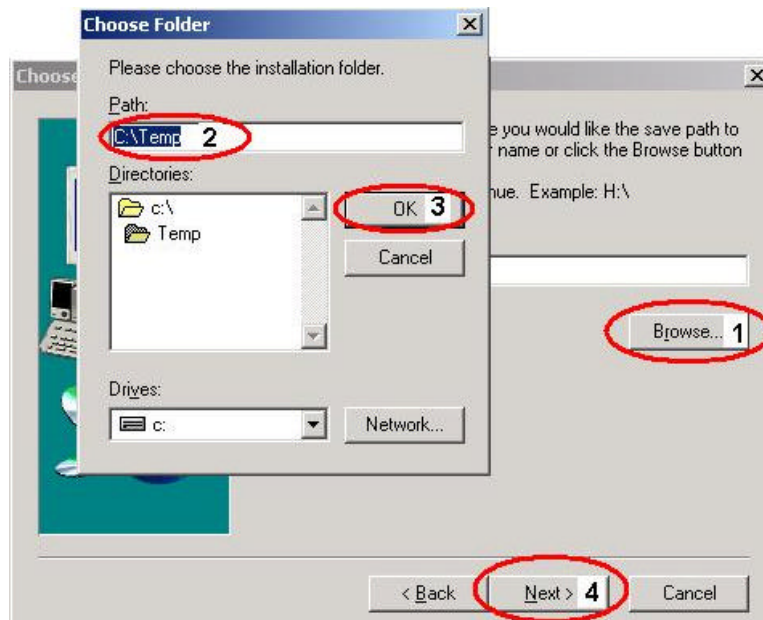 Choose Folder
Choose
Please choose the installation folder.
Path:
C:\Temp 2
e you would like the save path to
name or click the Browse button
Directories:
c:\
Temp
nue. Example: H:\
OK 3
Cancel
Browse... 1
Drives:
c:
Network...
< Back
Next > 4
Cancel